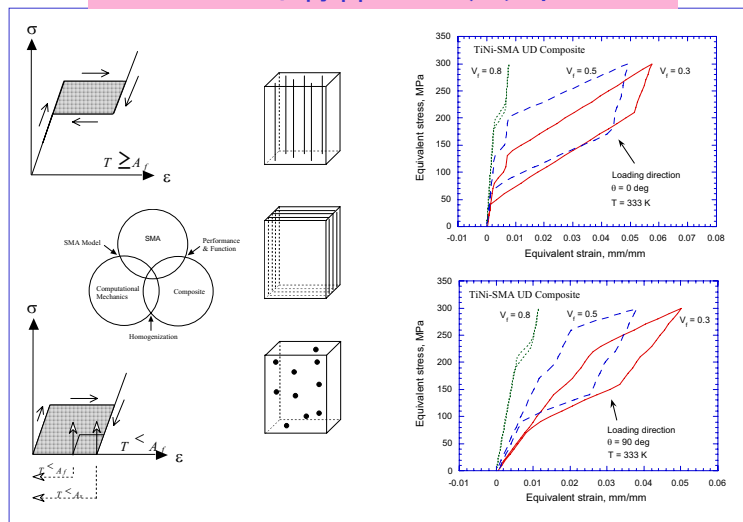 σ
T ≥ A_f
ε
SMA
SMA Model
Performance
& Function
Computational
Mechanics
Composite
Homogenization
σ
T < A_f
ε
T < A_f
T < A_s
TiNi-SMA UD Composite
V_f = 0.8
V_f = 0.5
V_f = 0.3
Loading direction
θ = 0 deg
T = 333 K
Equivalent stress, MPa
350
300
250
200
150
100
50
0
-0.01 0 0.01 0.02 0.03 0.04 0.05 0.06 0.07 0.08
Equivalent strain, mm/mm
TiNi-SMA UD Composite
V_f = 0.8
V_f = 0.5
V_f = 0.3
Loading direction
θ = 90 deg
T = 333 K
Equivalent stress, MPa
350
300
250
200
150
100
50
0
-0.01 0 0.01 0.02 0.03 0.04 0.05 0.06
Equivalent strain, mm/mm